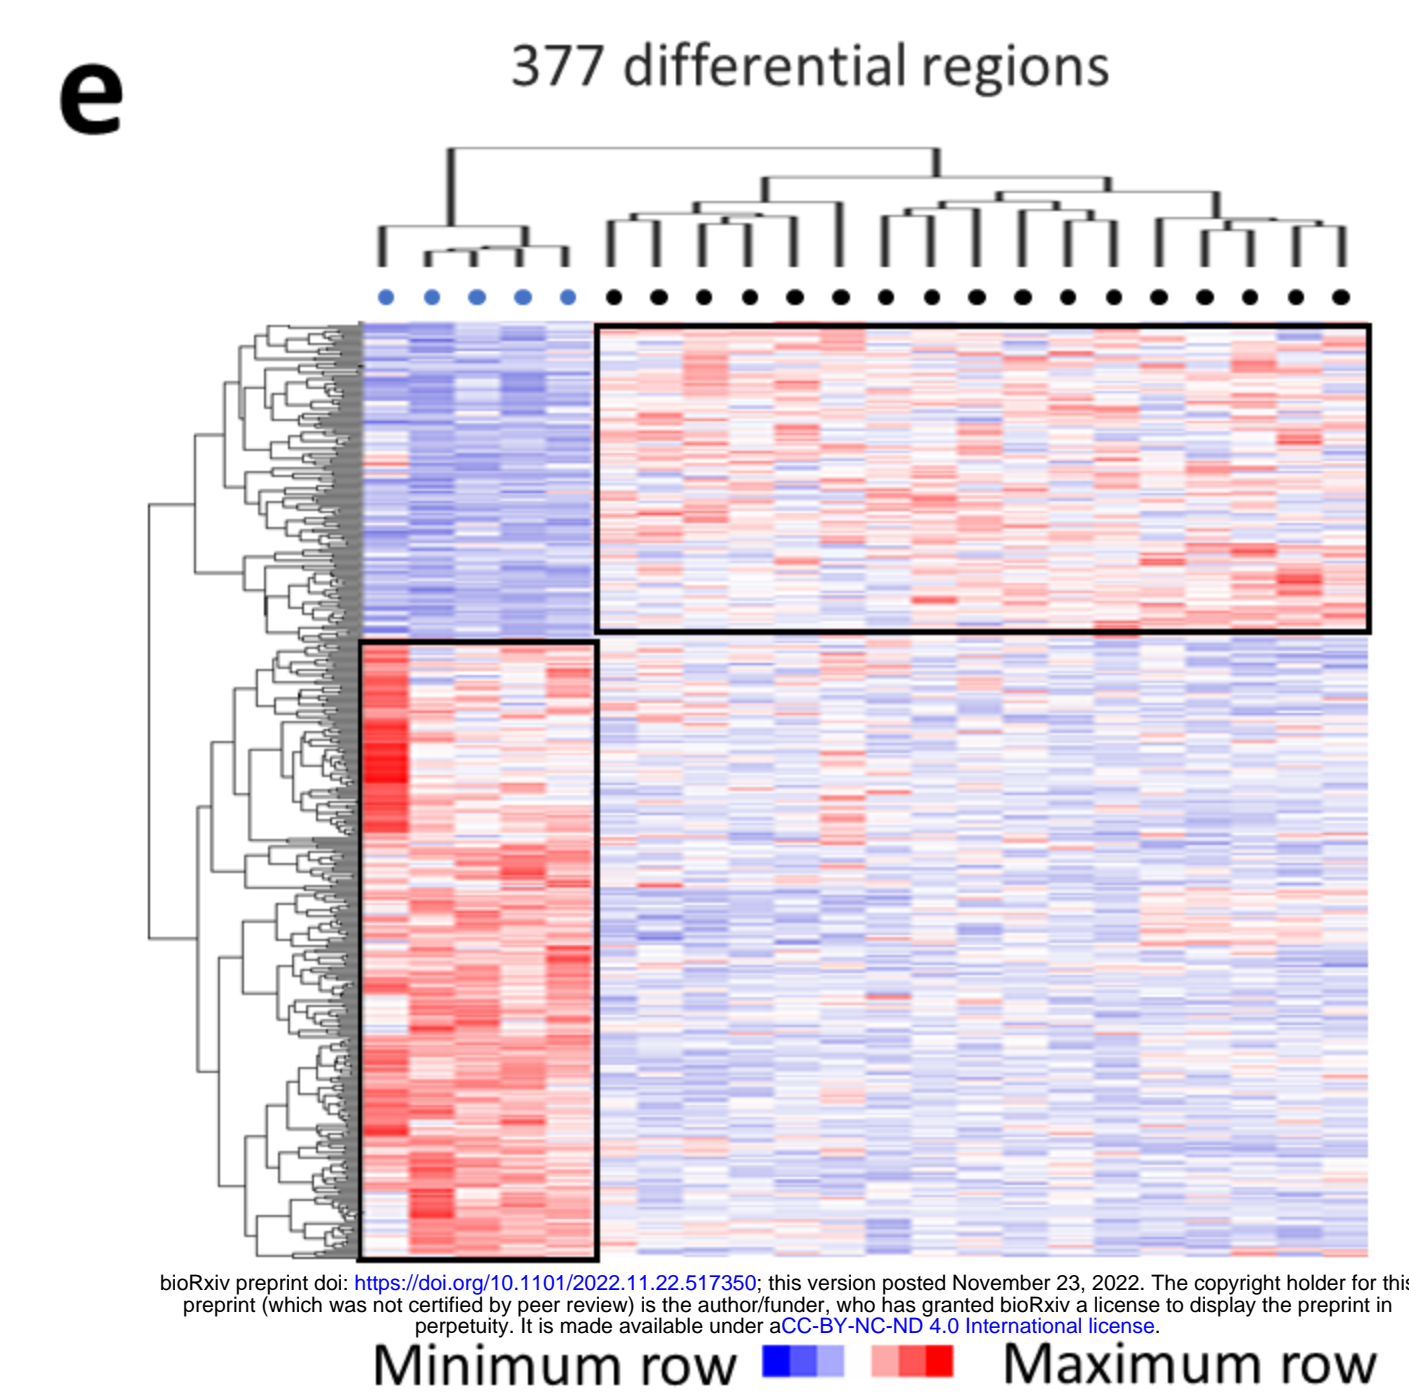 e
377 differential regions
bioRxiv preprint doi: https://doi.org/10.1101/2022.11.22.517350; this version posted November 23, 2022. The copyright holder for this
preprint (which was not certified by peer review) is the author/funder, who has granted bioRxiv a license to display the preprint in
perpetuity. It is made available under aCC-BY-NC-ND 4.0 International license.
Minimum row Maximum row